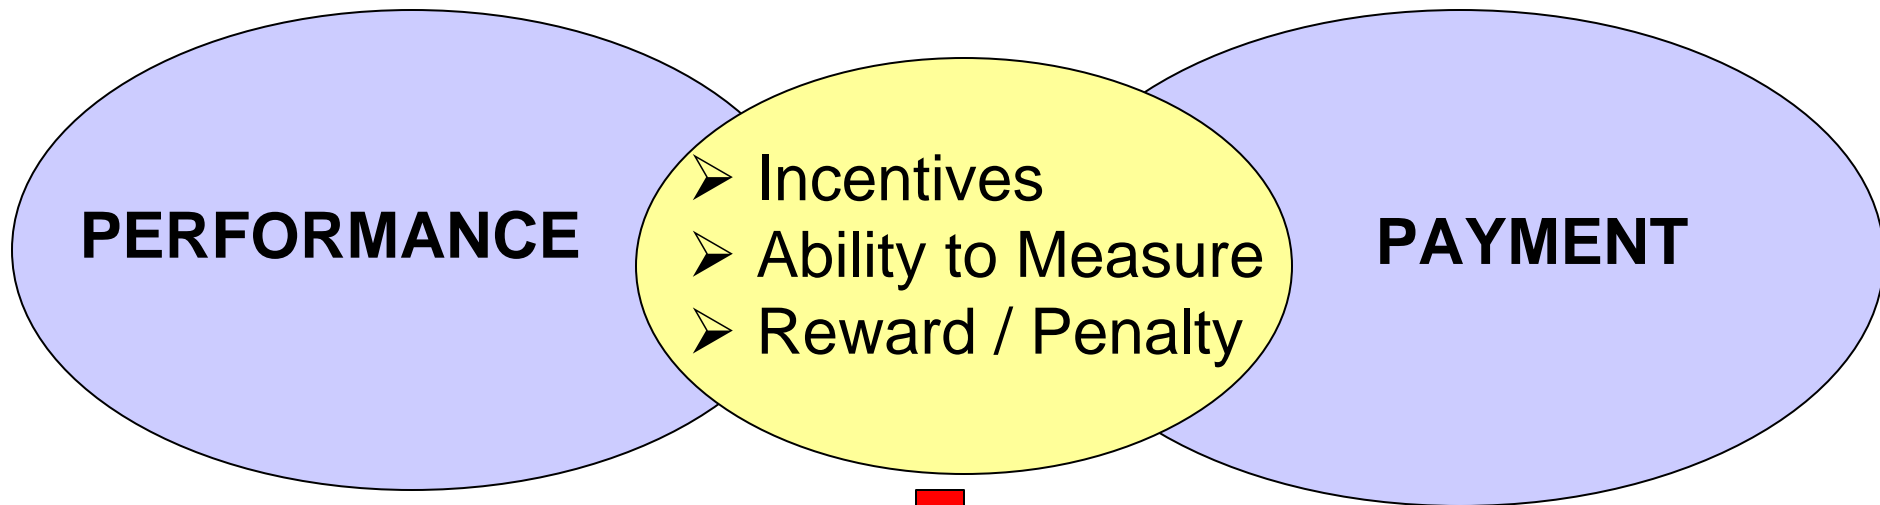 PERFORMANCE
➢ Incentives
➢ Ability to Measure
➢ Reward / Penalty
PAYMENT